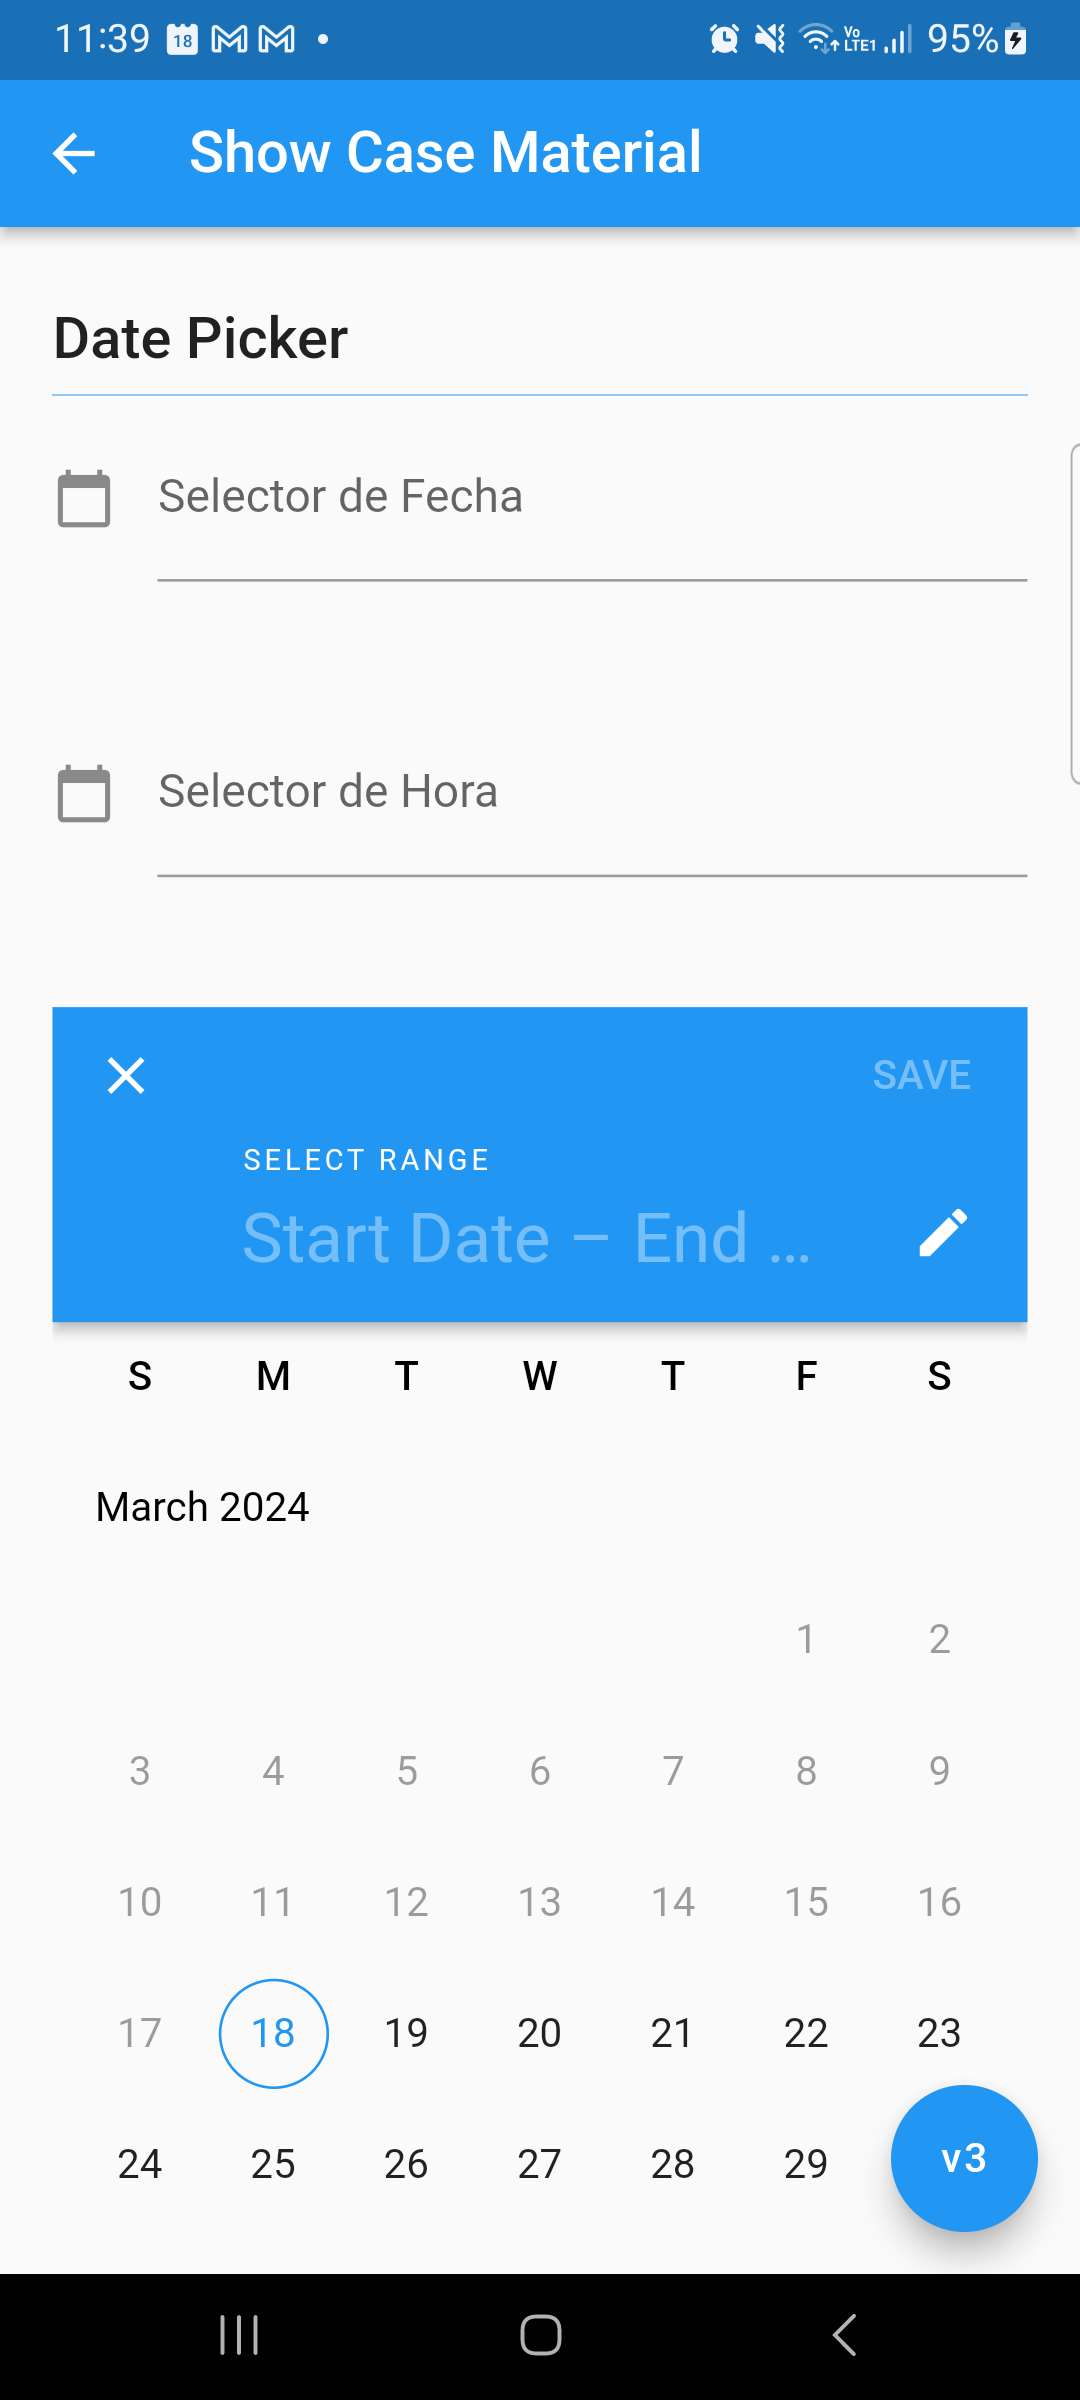 11:39 18 Vo LTE1 95%
Show Case Material
Date Picker
Selector de Fecha
Selector de Hora
SAVE
SELECT RANGE
Start Date – End ...
S M T W T F S
March 2024
1 2
3 4 5 6 7 8 9
10 11 12 13 14 15 16
17 18 19 20 21 22 23
24 25 26 27 28 29
v3